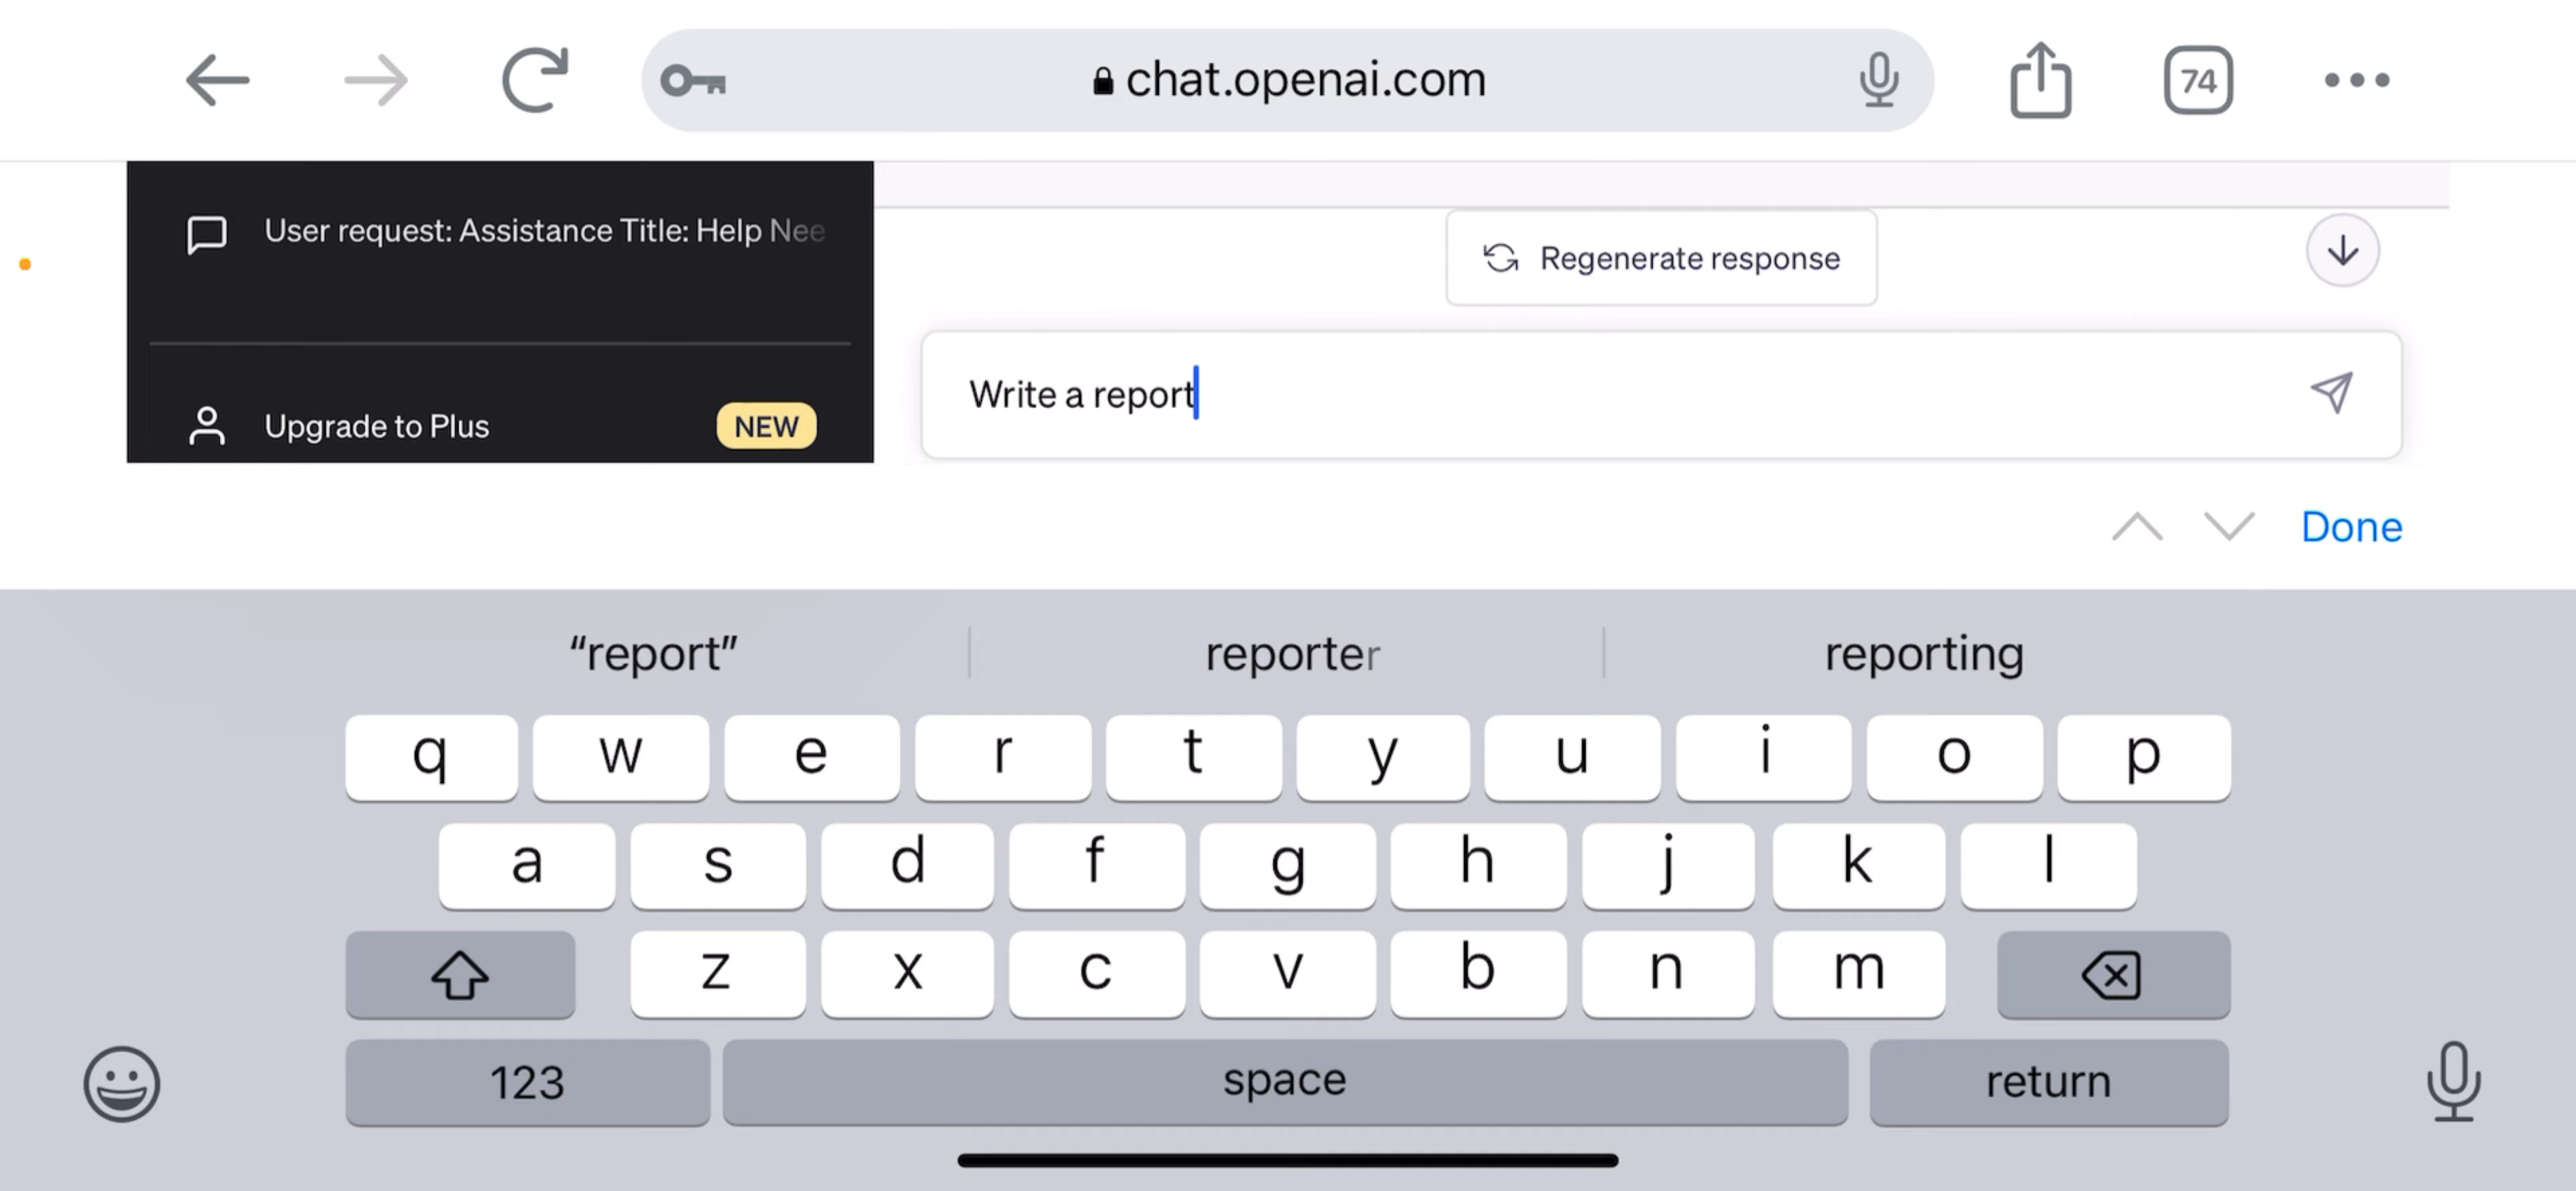 chat.openai.com
74
User request: Assistance Title: Help Nee
Regenerate response
Write a report
Upgrade to Plus NEW
Done
“report” reporter reporting
q w e r t y u i o p
a s d f g h j k l
z x c v b n m
123 space return